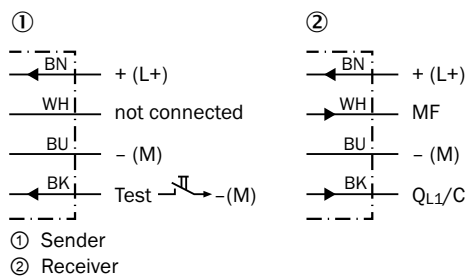 ①
BN + (L+)
WH not connected
BU – (M)
BK Test –(M)
②
BN + (L+)
WH MF
BU – (M)
BK QL1/C
① Sender
② Receiver